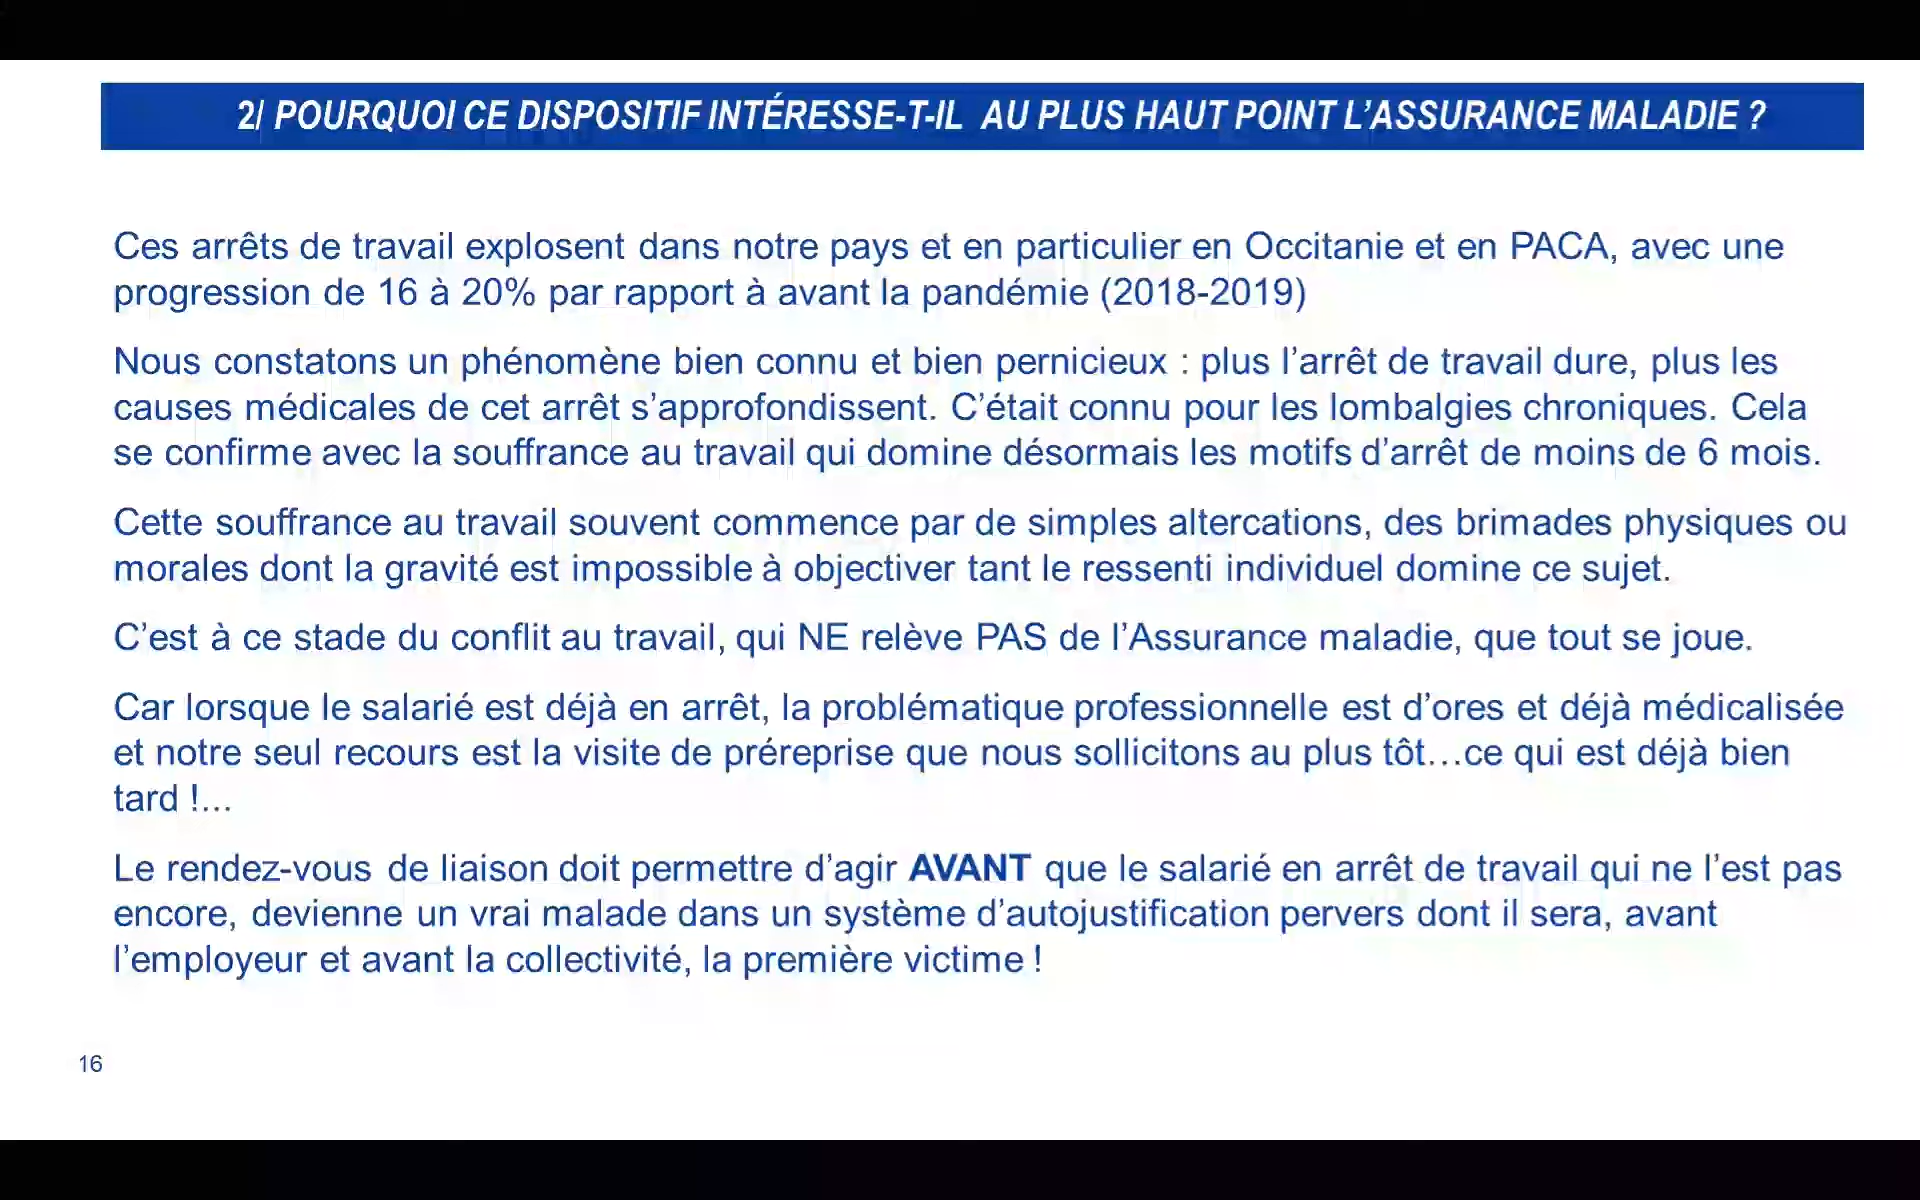 2/ POURQUOI CE DISPOSITIF INTÉRESSE-T-IL AU PLUS HAUT POINT L’ASSURANCE MALADIE ?
Ces arrêts de travail explosent dans notre pays et en particulier en Occitanie et en PACA, avec une
progression de 16 à 20% par rapport à avant la pandémie (2018-2019)
Nous constatons un phénomène bien connu et bien pernicieux : plus l’arrêt de travail dure, plus les
causes médicales de cet arrêt s’approfondissent. C’était connu pour les lombalgies chroniques. Cela
se confirme avec la souffrance au travail qui domine désormais les motifs d’arrêt de moins de 6 mois.
Cette souffrance au travail souvent commence par de simples altercations, des brimades physiques ou
morales dont la gravité est impossible à objectiver tant le ressenti individuel domine ce sujet.
C’est à ce stade du conflit au travail, qui NE relève PAS de l’Assurance maladie, que tout se joue.
Car lorsque le salarié est déjà en arrêt, la problématique professionnelle est d’ores et déjà médicalisée
et notre seul recours est la visite de préreprise que nous sollicitons au plus tôt…ce qui est déjà bien
tard !...
Le rendez-vous de liaison doit permettre d’agir AVANT que le salarié en arrêt de travail qui ne l’est pas
encore, devienne un vrai malade dans un système d’autojustification pervers dont il sera, avant
l’employeur et avant la collectivité, la première victime !
16